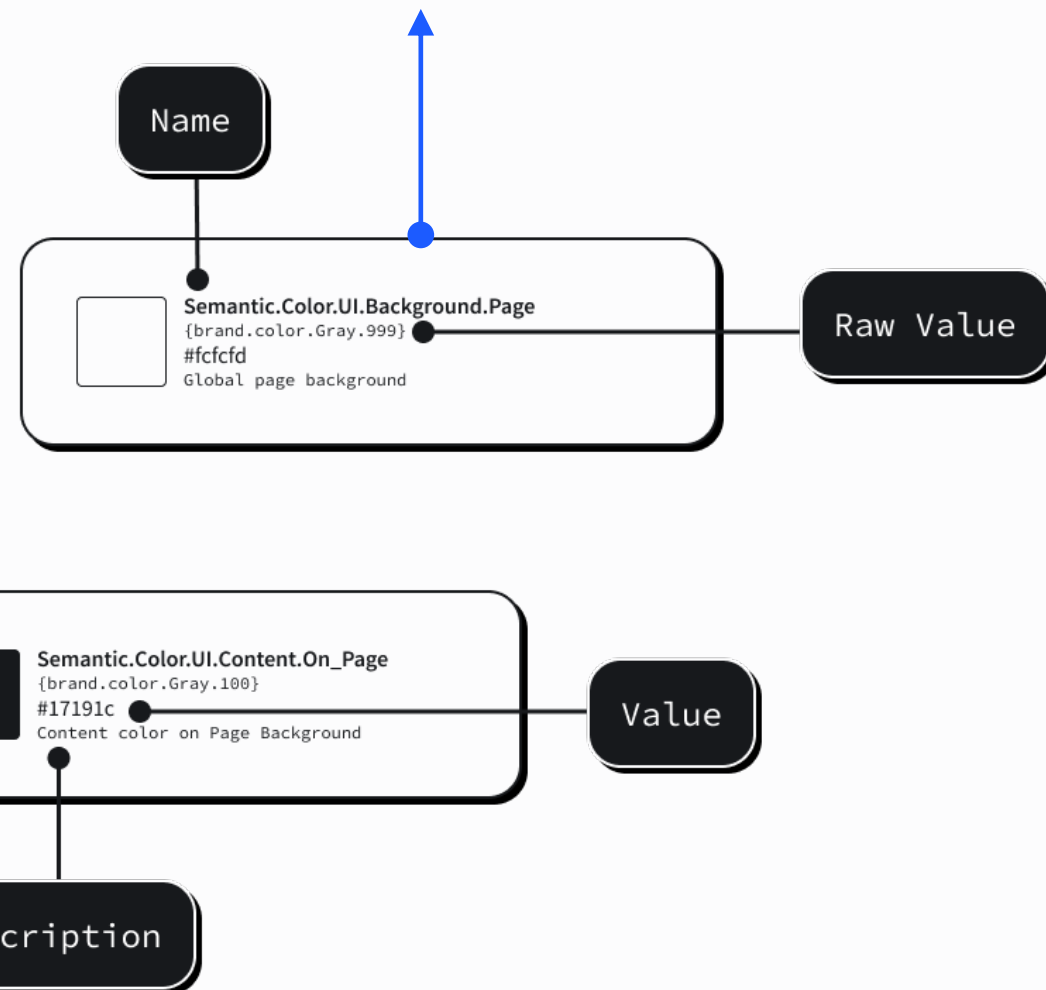 Name
Semantic.Color.UI.Background.Page
{brand.color.Gray.999}
#fcfcfd
Global page background
Raw Value
Semantic.Color.UI.Content.On_Page
{brand.color.Gray.100}
#17191c
Content color on Page Background
Value
cription